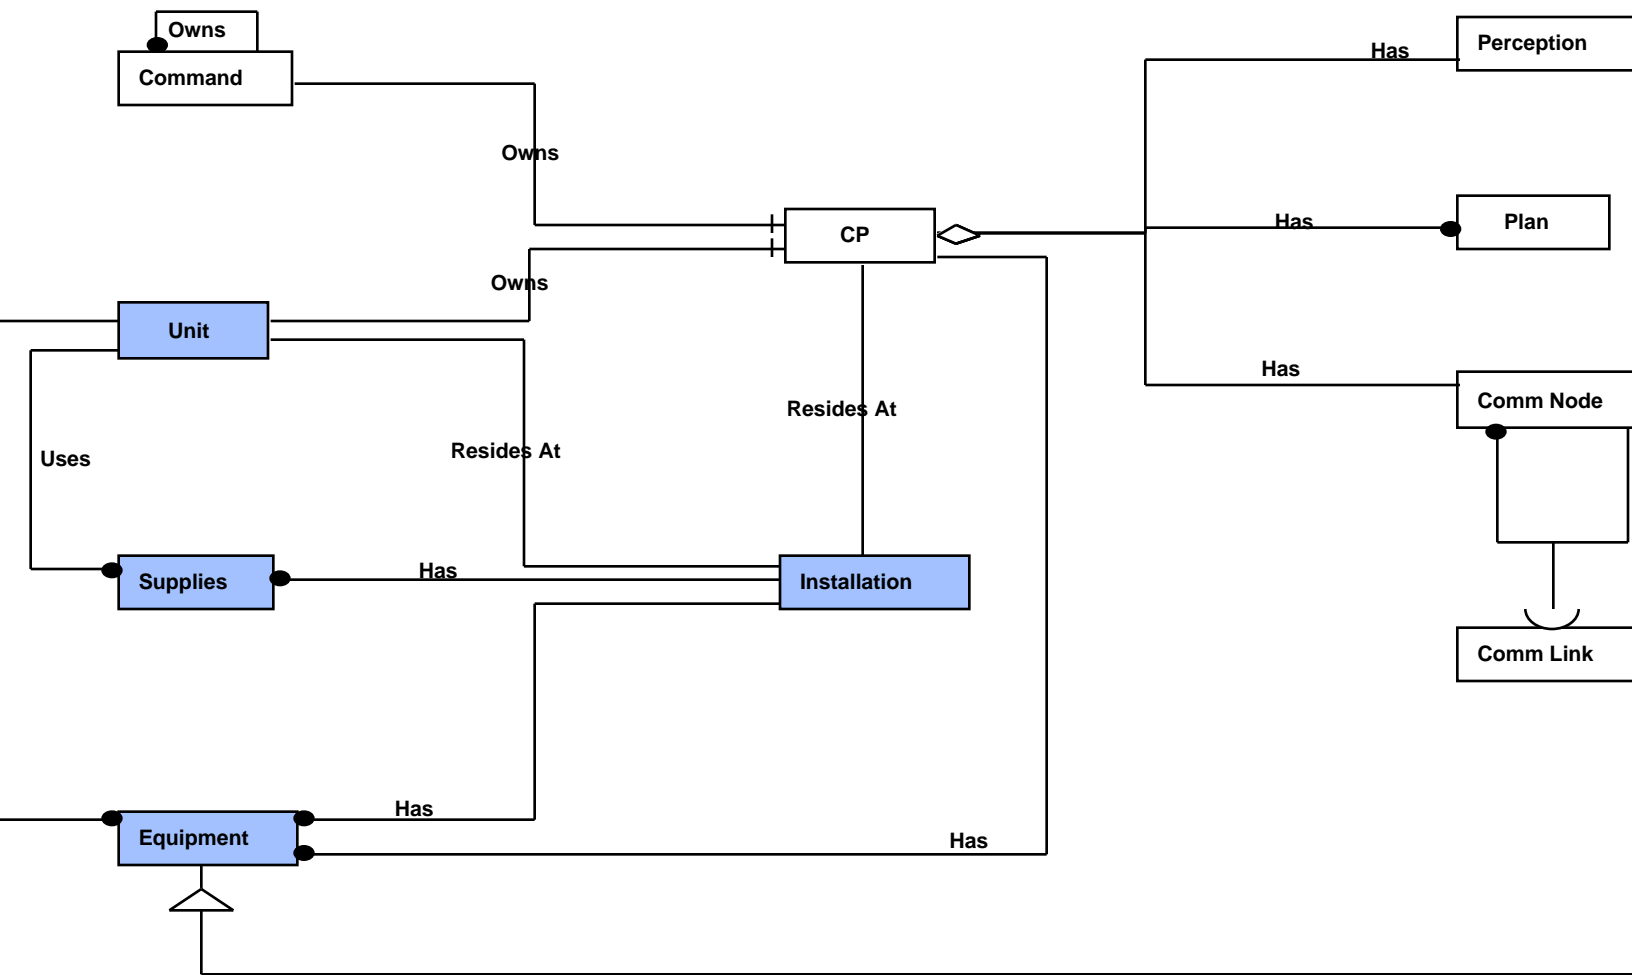 Owns
Command
Has
Perception
Owns
CP
Has
Plan
Owns
Unit
Has
Comm Node
Resides At
Resides At
Uses
Supplies
Has
Installation
Comm Link
Has
Equipment
Has